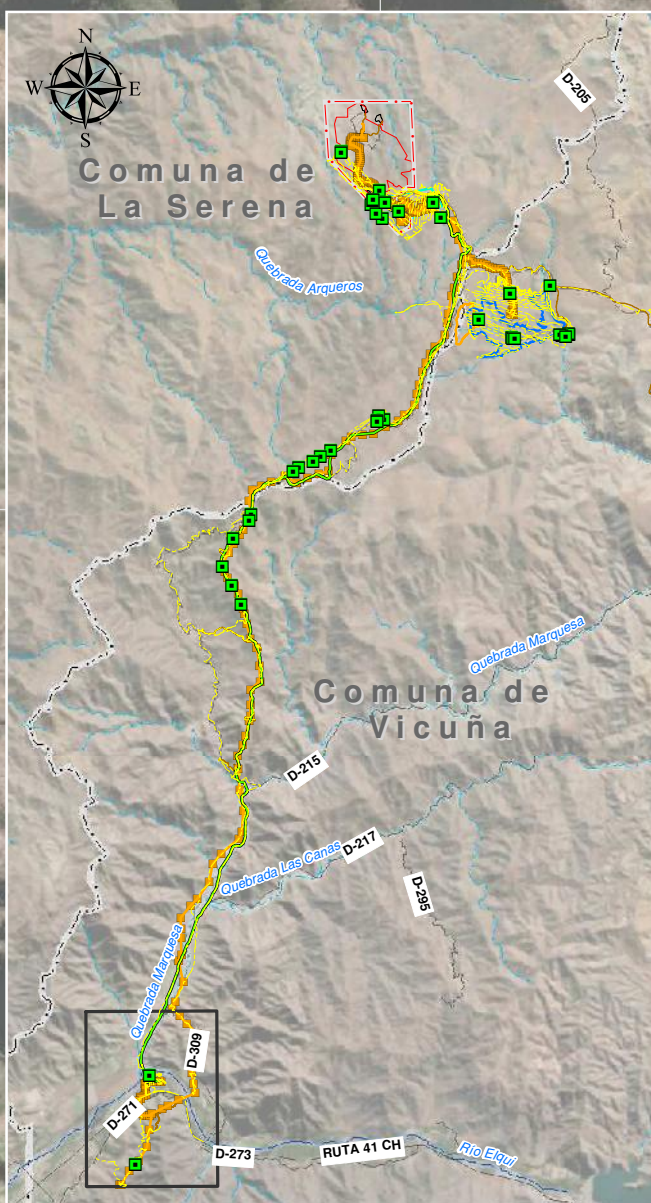 N
W
E
S
D-205
Comuna de
La Serena
Quebrada Arqueros
Quebrada Marquesa
Comuna de
Vicuña
D-215
D-217
Quebrada Las Canas
D-295
Quebrada Marquesa
D-309
D-271
D-273
RUTA 41 CH
Río Elqui